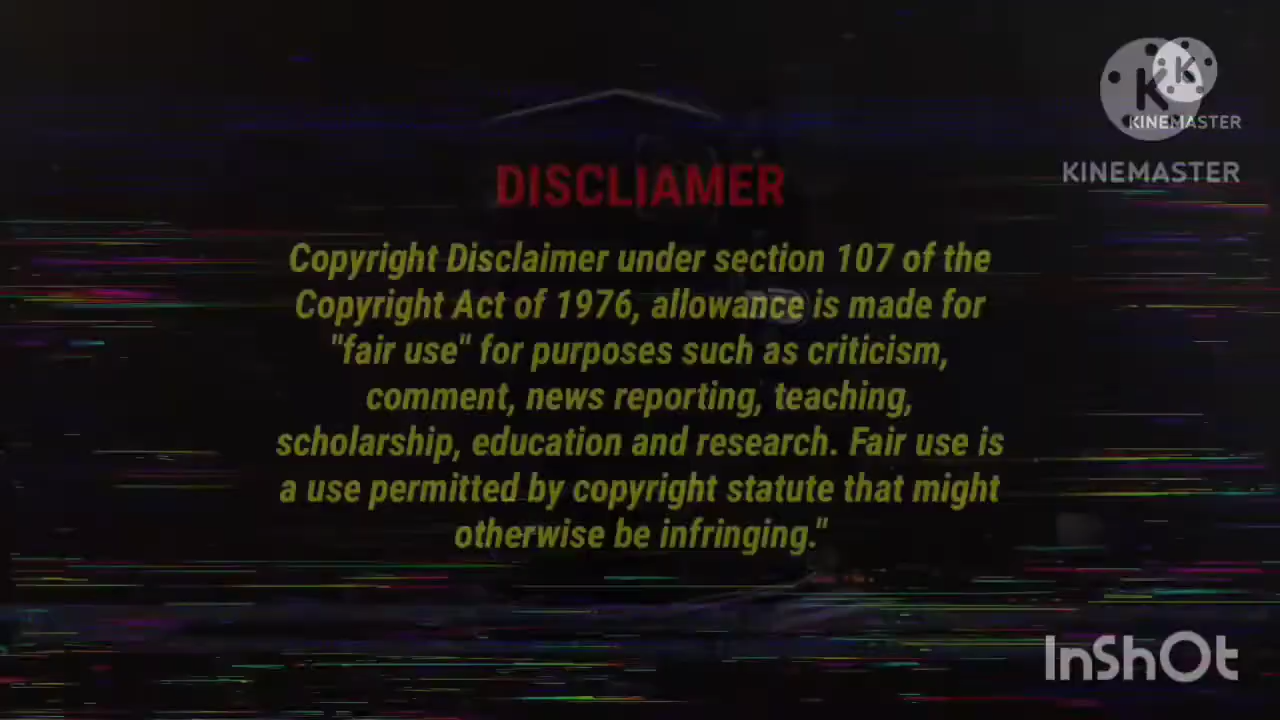 K
K
KINEMASTER
KINEMASTER
DISCLIAMER
Copyright Disclaimer under section 107 of the
Copyright Act of 1976, allowance is made for
"fair use" for purposes such as criticism,
comment, news reporting, teaching,
scholarship, education and research. Fair use is
a use permitted by copyright statute that might
otherwise be infringing."
InShOt